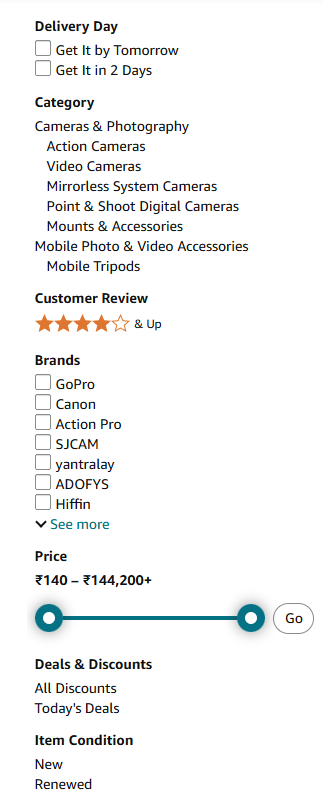 Delivery Day
Get It by Tomorrow
Get It in 2 Days
Category
Cameras & Photography
Action Cameras
Video Cameras
Mirrorless System Cameras
Point & Shoot Digital Cameras
Mounts & Accessories
Mobile Photo & Video Accessories
Mobile Tripods
Customer Review
& Up
Brands
GoPro
Canon
Action Pro
SJCAM
yantralay
ADOFYS
Hiffin
See more
Price
₹140 – ₹144,200+
Go
Deals & Discounts
All Discounts
Today's Deals
Item Condition
New
Renewed